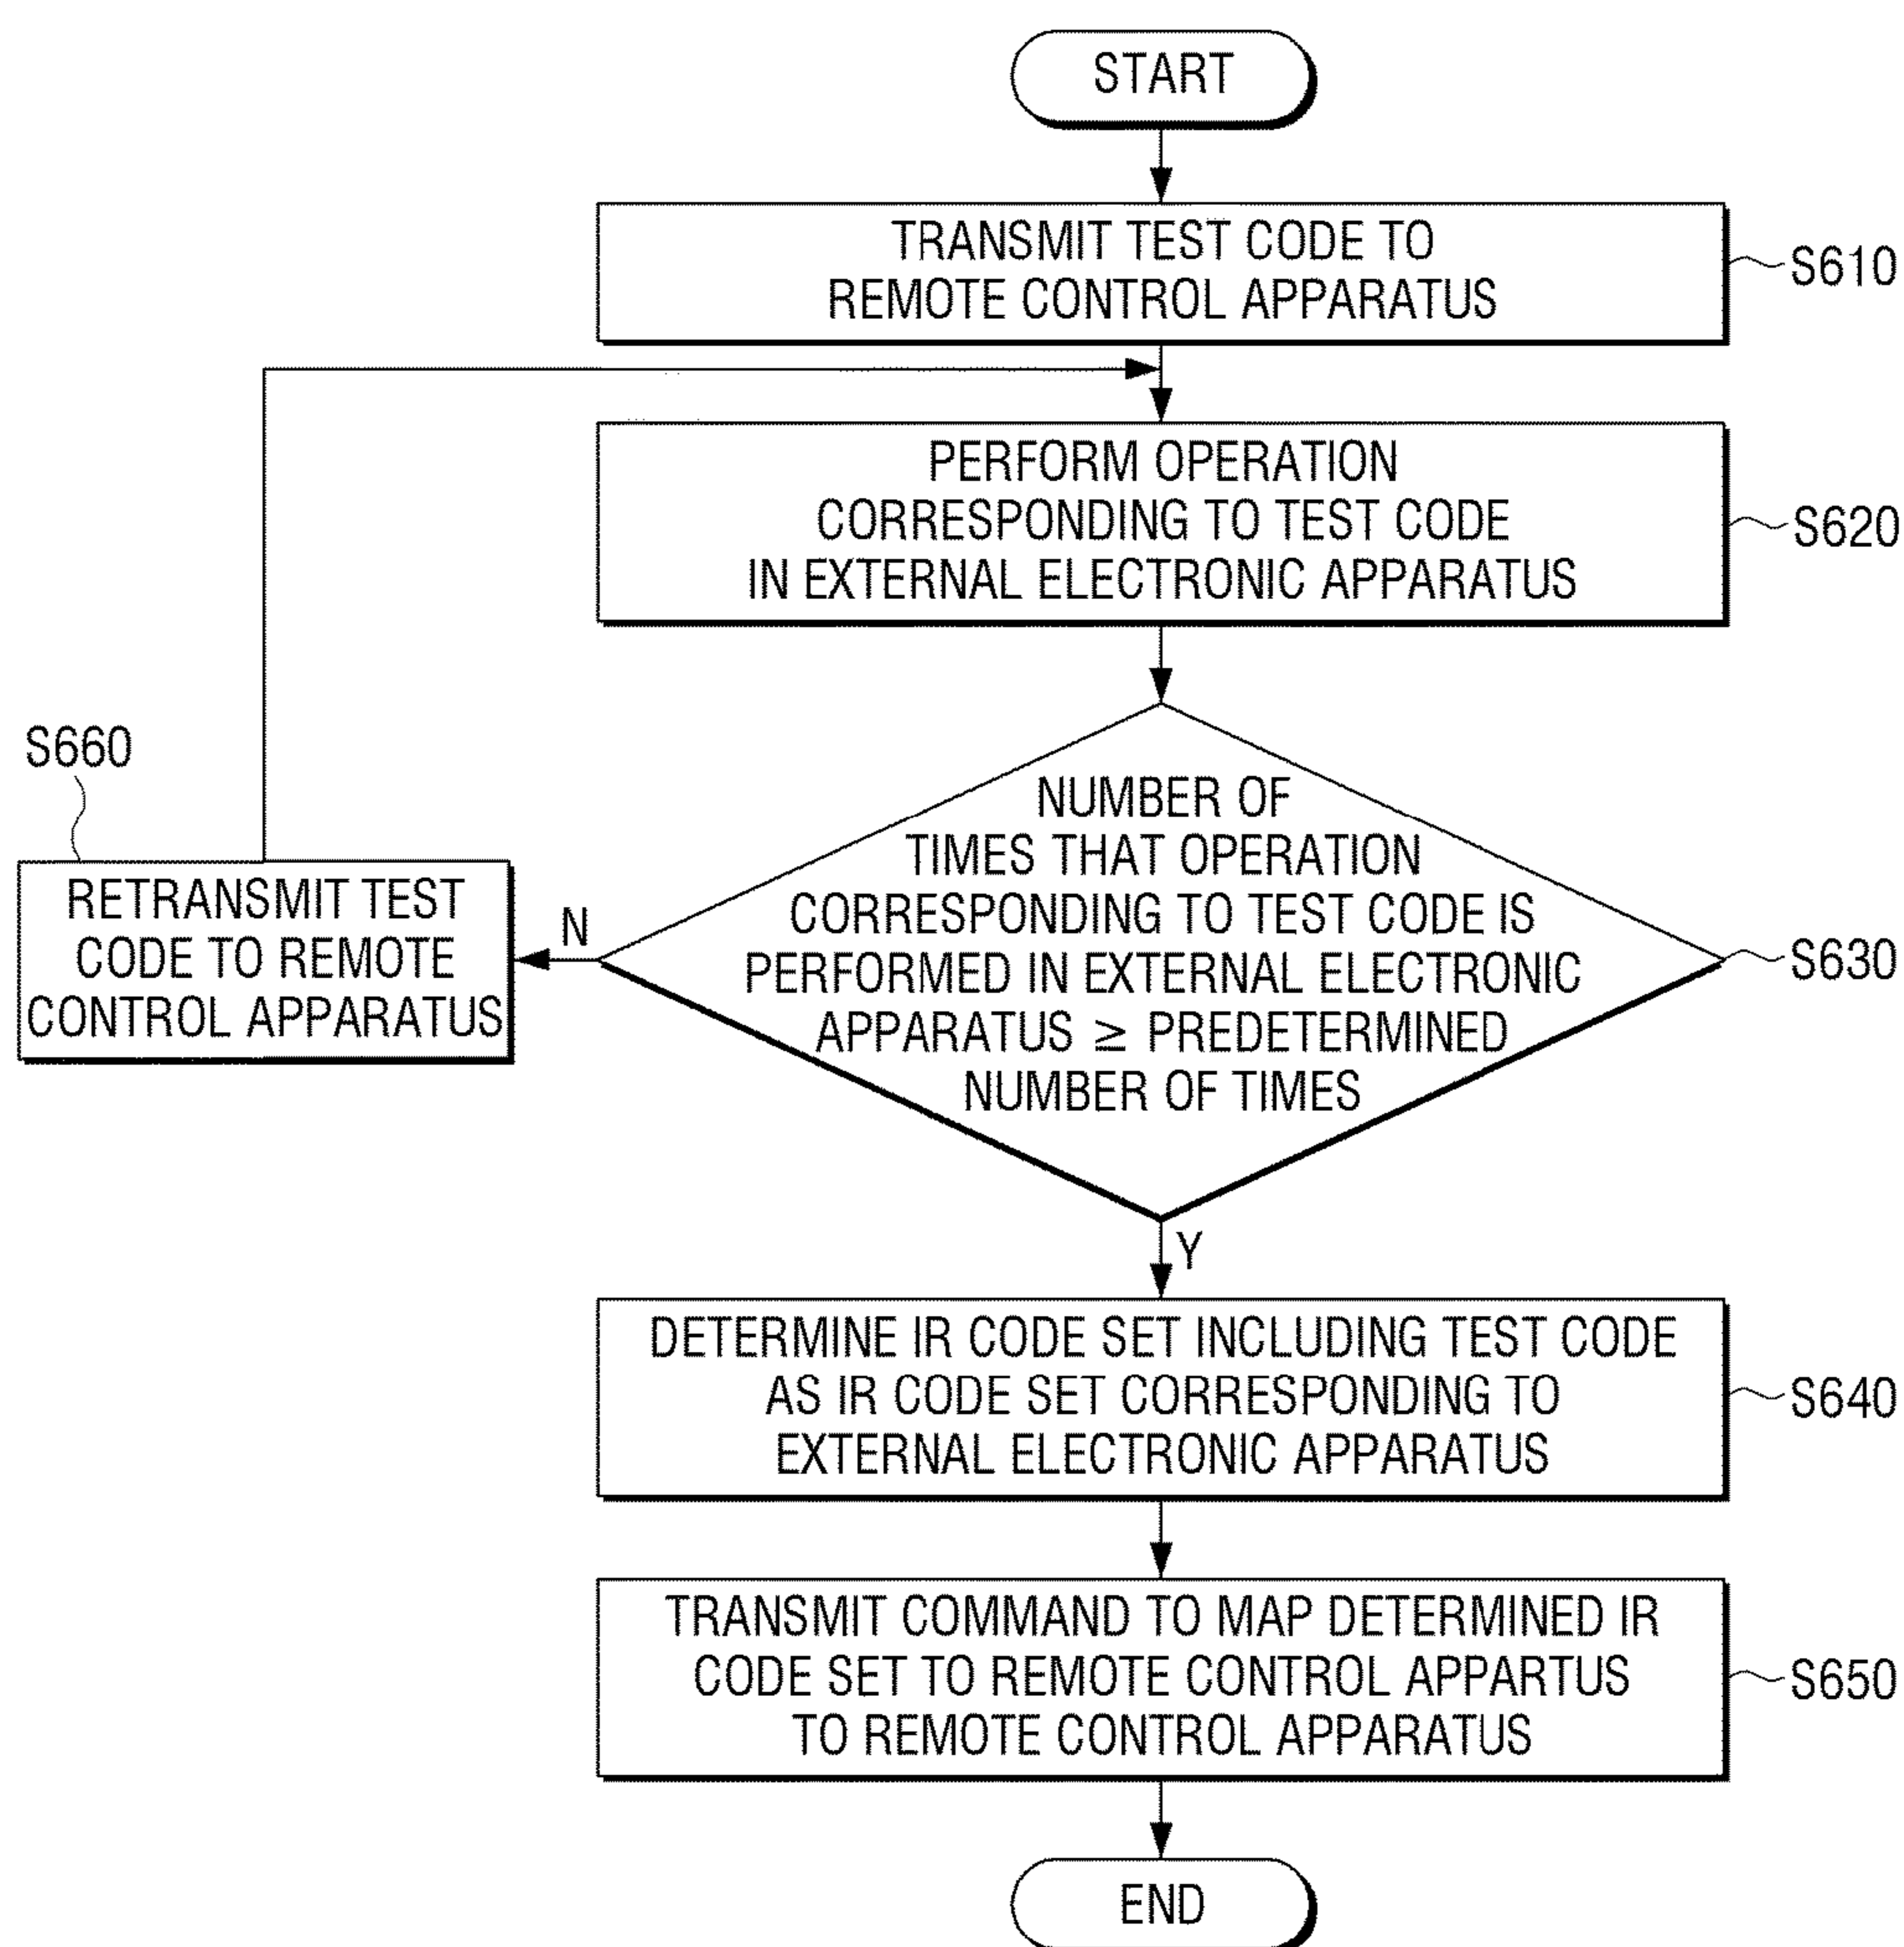 START
TRANSMIT TEST CODE TO
REMOTE CONTROL APPARATUS
S610
PERFORM OPERATION
CORRESPONDING TO TEST CODE
IN EXTERNAL ELECTRONIC APPARATUS
S620
NUMBER OF
TIMES THAT OPERATION
CORRESPONDING TO TEST CODE IS
PERFORMED IN EXTERNAL ELECTRONIC
APPARATUS ≥ PREDETERMINED
NUMBER OF TIMES
S630
N
S660
RETRANSMIT TEST
CODE TO REMOTE
CONTROL APPARATUS
Y
DETERMINE IR CODE SET INCLUDING TEST CODE
AS IR CODE SET CORRESPONDING TO
EXTERNAL ELECTRONIC APPARATUS
S640
TRANSMIT COMMAND TO MAP DETERMINED IR
CODE SET TO REMOTE CONTROL APPARTUS
TO REMOTE CONTROL APPARATUS
S650
END